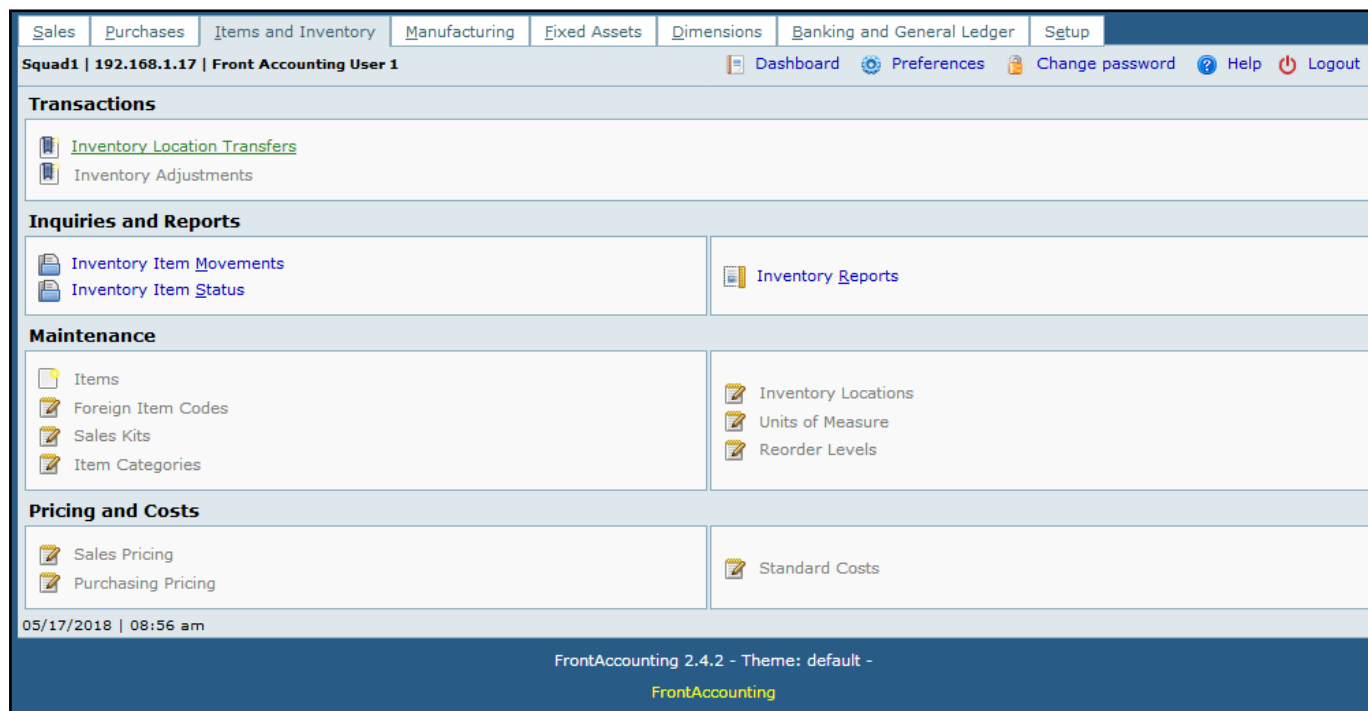 Sales Purchases Items and Inventory Manufacturing Fixed Assets Dimensions Banking and General Ledger Setup
Squad1 | 192.168.1.17 | Front Accounting User 1 Dashboard Preferences Change password Help Logout
Transactions
Inventory Location Transfers
Inventory Adjustments
Inquiries and Reports
Inventory Item Movements
Inventory Item Status
Inventory Reports
Maintenance
Items
Foreign Item Codes
Sales Kits
Item Categories
Inventory Locations
Units of Measure
Reorder Levels
Pricing and Costs
Sales Pricing
Purchasing Pricing
Standard Costs
05/17/2018 | 08:56 am
FrontAccounting 2.4.2 - Theme: default -
FrontAccounting